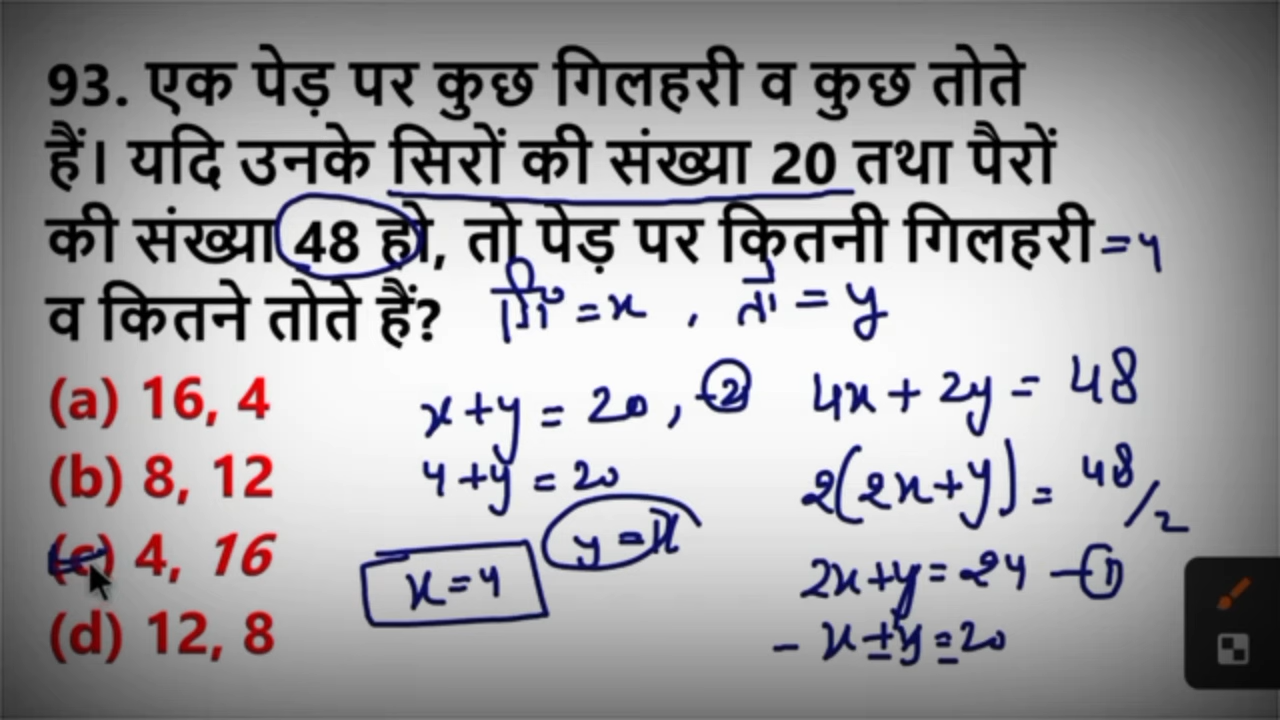 93. एक पेड़ पर कुछ गिलहरी व कुछ तोते
हैं। यदि उनके सिरों की संख्या 20 तथा पैरों
की संख्या 48 हो, तो पेड़ पर कितनी गिलहरी = 4
व कितने तोते हैं? गि० = x , तो = y
(a) 16, 4
x + y = 20 , - 2
4x + 2y = 48
(b) 8, 12
4 + y = 20
2(2x + y) = 48/2
(c) 4, 16
y =
2x + y = 24 - 1
x = 4
(d) 12, 8
- x ± y = 20